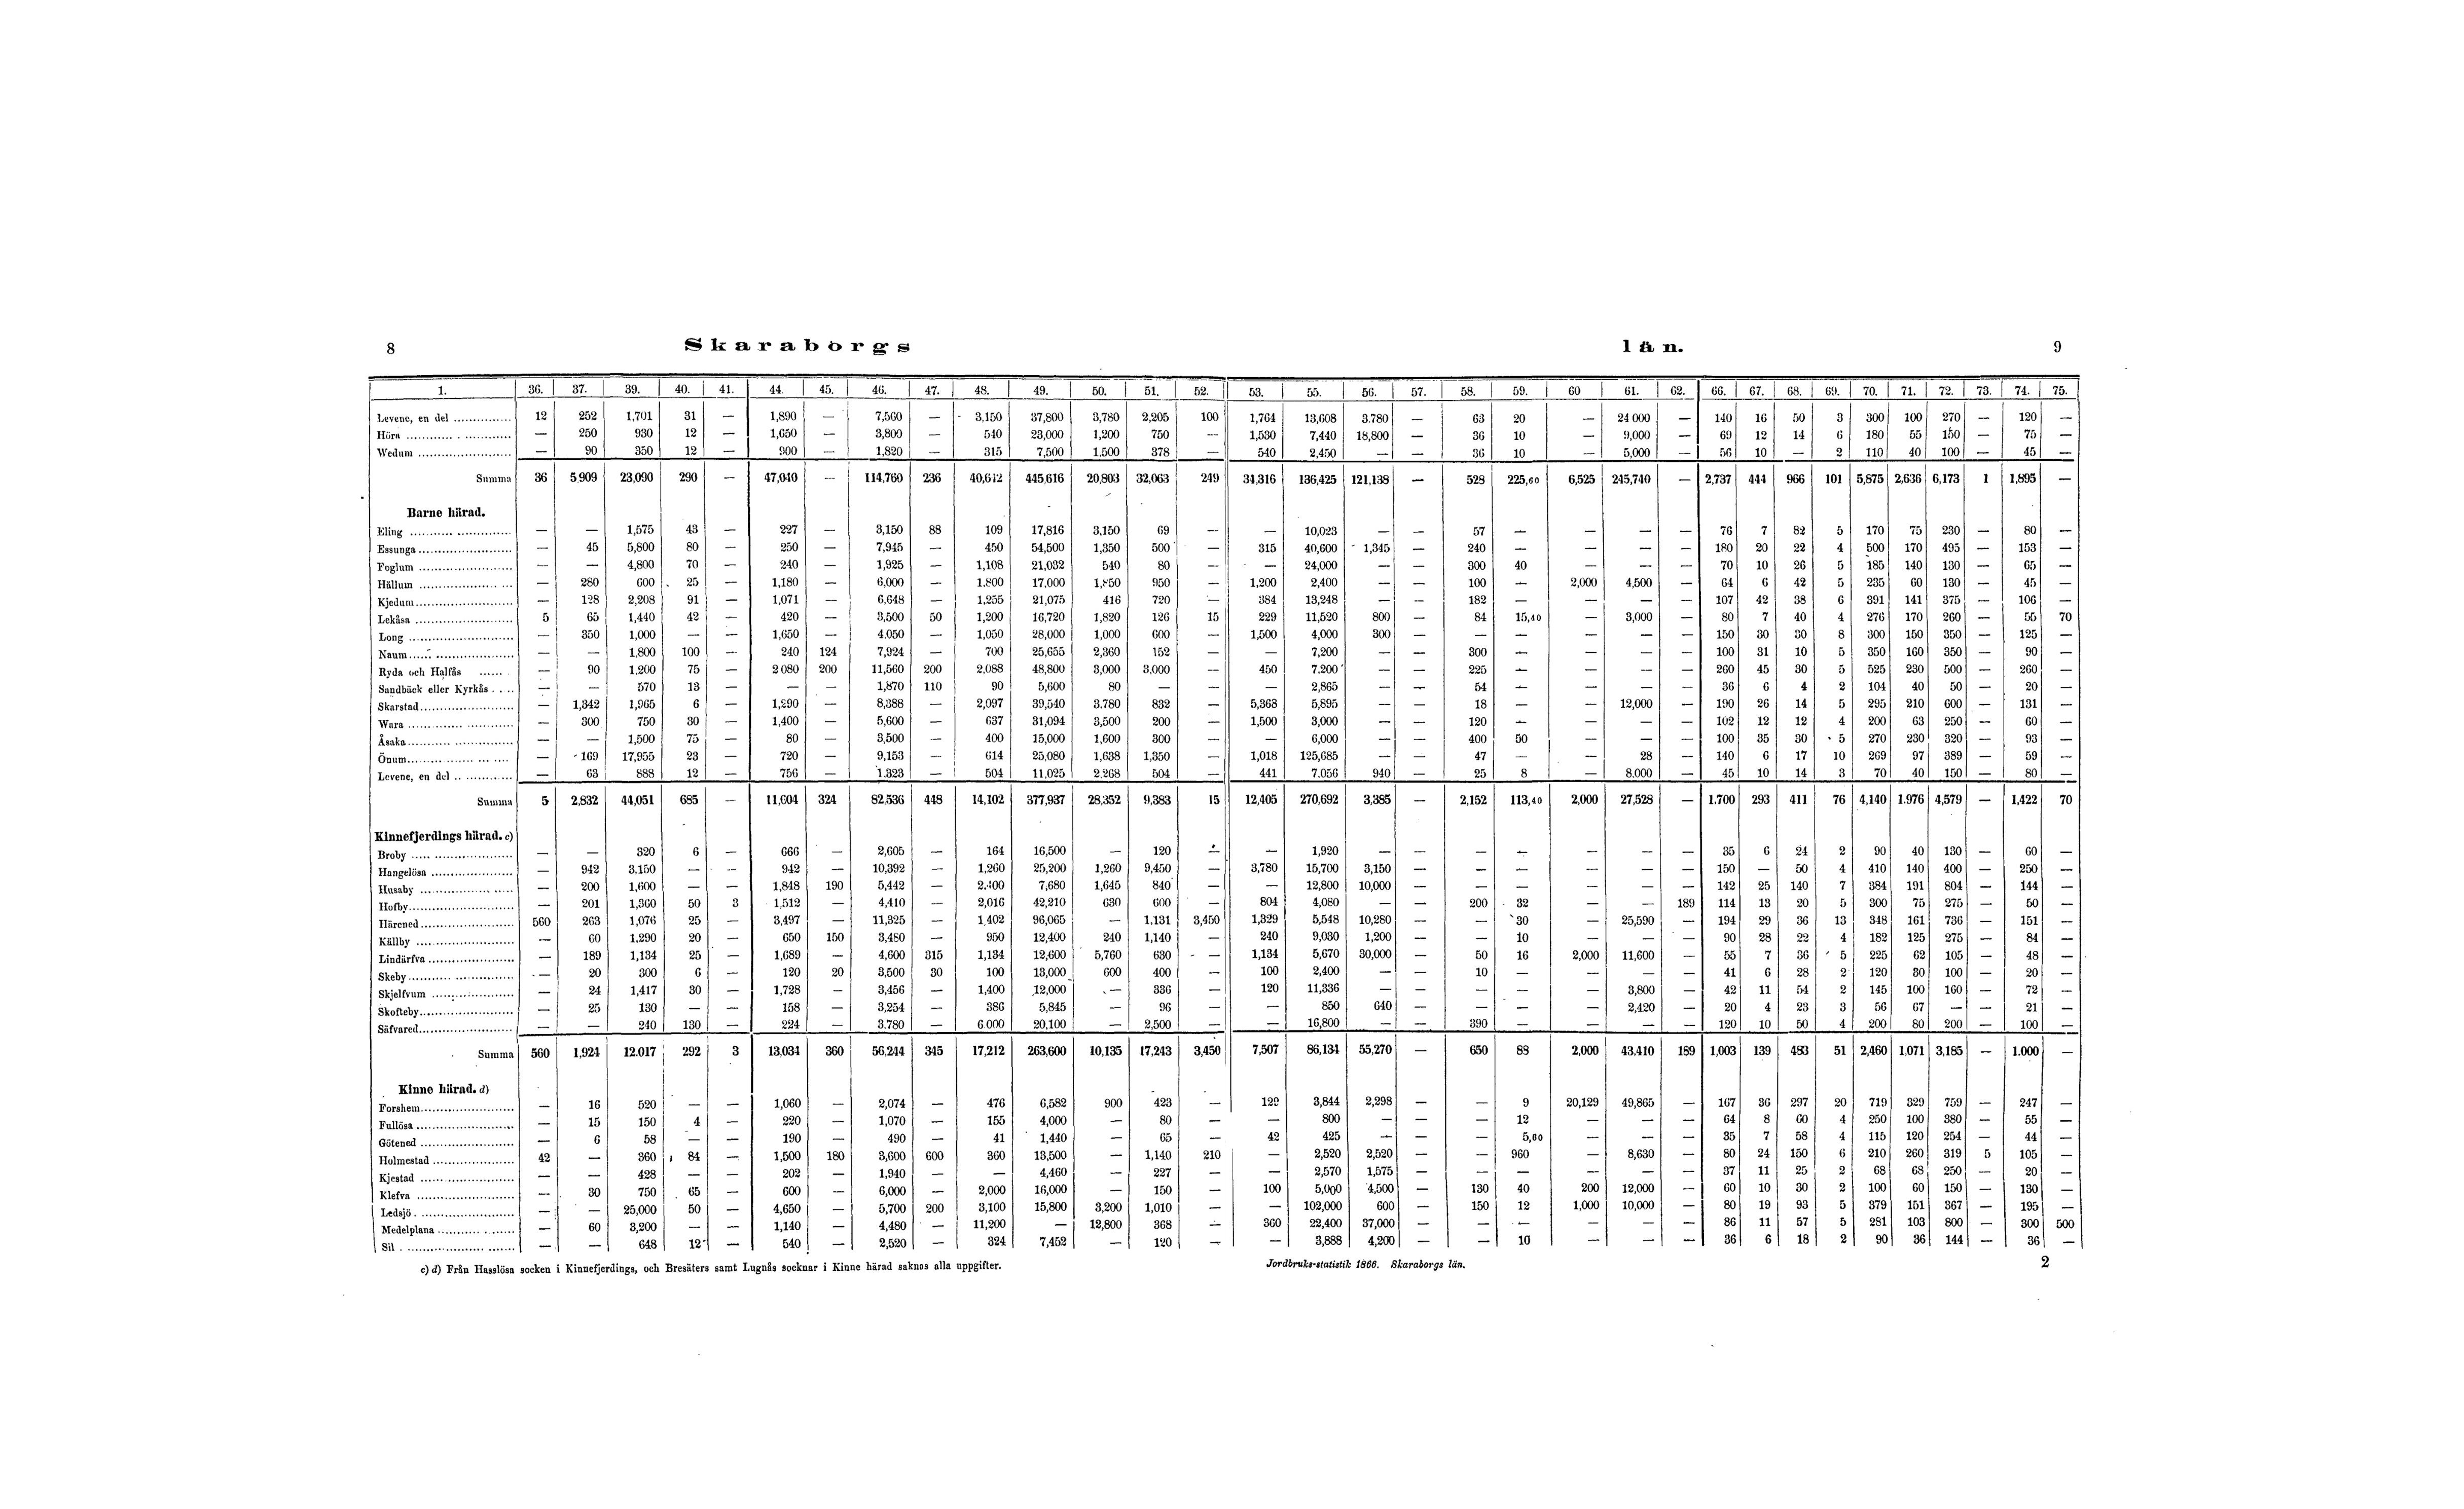 8 Skaraborgs län. 9
1. 36. 37. 39. 40. 41. 44. 45. 46. 47. 48. 49. 50. 51. 52. 53. 55. 56. 57. 58. 59. 60 61. 62. 66. 67. 68. 69. 70. 71. 72. 73. 74. 75.
Levene, en del 12 252 1,701 31 — 1,890 — 7,560 — 3,150 37,800 3,780 2,205 100 1,764 13,608 3.780 — 63 20 — 24 000 — 140 16 50 3 300 100 270 — 120 —
Höra — 250 930 12 — 1,650 — 3,800 — 540 23,000 1,200 750 — 1,530 7,440 18,800 — 36 10 — 9,000 — 69 12 14 6 180 55 150 — 75 —
Wedum — 90 350 12 — 900 — 1,820 — 315 7,500 1.500 378 — 540 2,450 — — 36 10 — 5,000 — 56 10 — 2 110 40 100 — 45 —
Summa 36 5,909 23,090 290 — 47,040 — 114,760 236 40,612 445,616 20,803 32,063 249 34,316 136,425 121,138 — 528 225,60 6,525 245,740 — 2,737 444 966 101 5,875 2,636 6,173 1 1,895 —
Barne härad.
Eling — — 1,575 43 — 227 — 3,150 88 109 17,816 3,150 69 — — 10,023 — — 57 — — — — 76 7 82 5 170 75 230 — 80 —
Essunga — 45 5,800 80 — 250 — 7,945 — 450 54,500 1,350 500 — 315 40,600 1,345 — 240 — — — — 180 20 22 4 500 170 495 — 153 —
Foglum — — 4,800 70 — 240 — 1,925 — 1,108 21,032 540 80 — — 24,000 — — 300 40 — — — 70 10 26 5 185 140 130 — 65 —
Hällum — 280 600 25 — 1,180 — 6,000 — 1.800 17.000 1,850 950 — 1,200 2,400 — — 100 — 2,000 4,500 — 64 6 42 5 235 60 130 — 45 —
Kjedum — 128 2,208 91 — 1,071 — 6,648 — 1,255 21,075 416 720 — 384 13,248 — — 182 — — — — 107 42 38 6 391 141 375 — 106 —
Lekåsa 5 65 1,440 42 — 420 — 3,500 50 1,200 16,720 1,820 126 15 229 11,520 800 — 84 15,40 — 3,000 — 80 7 40 4 276 170 260 — 55 70
Long — 350 1,000 — — 1,650 — 4.050 — 1,050 28,000 1,000 600 — 1,500 4,000 300 — — — — — — 150 30 30 8 300 150 350 — 125 —
Naum — — 1,800 100 — 240 124 7,924 — 700 25,655 2,360 152 — — 7,200 — — 300 — — — — 100 31 10 5 350 160 350 — 90 —
Ryda och Halfås — 90 1,200 75 — 2 080 200 11,560 200 2,088 48,800 3,000 3,000 — 450 7.200 — — 225 — — — — 260 45 30 5 525 230 500 — 260 —
Sandbäck eller Kyrkås — — 570 13 — — — 1,870 110 90 5,600 80 — — — 2,865 — — 54 — — — — 36 6 4 2 104 40 50 — 20 —
Skarstad — 1,342 1,965 6 — 1,290 — 8,388 — 2,097 39,540 3.780 832 — 5,368 5,895 — — 18 — — 12,000 — 190 26 14 5 295 210 600 — 131 —
Wara — 300 750 30 — 1,400 — 5,600 — 637 31,094 3,500 200 — 1,500 3,000 — — 120 — — — — 102 12 12 4 200 63 250 — 60 —
Åsaka — — 1,500 75 — 80 — 3,500 — 400 15,000 1,600 300 — — 6,000 — — 400 50 — — — 100 35 30 5 270 230 320 — 93 —
Önum — 169 17,955 23 — 720 — 9,153 — 614 25,080 1,638 1,350 — 1,018 125,685 — — 47 — — 28 — 140 6 17 10 269 97 389 — 59 —
Levene, en del — 63 888 12 — 756 — 1.323 — 504 11,025 2.268 504 — 441 7.056 940 — 25 8 — 8.000 — 45 10 14 3 70 40 150 — 80 —
Summa 5 2,832 44,051 685 — 11,604 324 82,536 448 14,102 377,937 28,352 9,383 15 12,405 270,692 3,385 — 2,152 113,40 2,000 27,528 — 1.700 293 411 76 4,140 1.976 4,579 — 1,422 70
Kinnefjerdings härad. c)
Broby — — 320 6 — 666 — 2,605 — 164 16,500 — 120 — — 1,920 — — — — — — — 35 6 24 2 90 40 130 — 60 —
Hangelösa — 942 3.150 — — 942 — 10,392 — 1,260 25,200 1,260 9,450 — 3,780 15,700 3,150 — — — — — — 150 — 50 4 410 140 400 — 250 —
Husaby — 200 1,600 — — 1,848 190 5,442 — 2.400 7,680 1,645 840 — — 12,800 10,000 — — — — — — 142 25 140 7 384 191 804 — 144 —
Hofby — 201 1,360 50 3 1,512 — 4,410 — 2,016 42,210 630 600 — 804 4,080 — — 200 32 — — 189 114 13 20 5 300 75 275 — 50 —
Härened 560 263 1,076 25 — 3,497 — 11,325 — 1,402 96,065 — 1.131 3,450 1,329 5,548 10,280 — — 30 — 25,590 — 194 29 36 13 348 161 736 — 151 —
Källby — 60 1.290 20 — 650 150 3,480 — 950 12,400 240 1,140 — 240 9,030 1,200 — — 10 — — — 90 28 22 4 182 125 275 — 84 —
Lindärfva — 189 1,134 25 — 1,689 — 4,600 315 1,134 12,600 5,760 630 — 1,134 5,670 30,000 — 50 16 2,000 11,600 — 55 7 36 5 225 62 105 — 48 —
Skeby — 20 300 6 — 120 20 3,500 30 100 13,000 600 400 — 100 2,400 — — 10 — — — — 41 6 28 2 120 30 100 — 20 —
Skjelfvum — 24 1,417 30 — 1,728 — 3,456 — 1,400 12,000 — 336 — 120 11,336 — — — — — 3,800 — 42 11 54 2 145 100 160 — 72 —
Skofteby — 25 130 — — 158 — 3,254 — 386 5,845 — 96 — — 850 640 — — — — 2,420 — 20 4 23 3 56 67 — — 21 —
Säfvared — — 240 130 — 224 — 3.780 — 6.000 20,100 — 2,500 — — 16,800 — — 390 — — — — 120 10 50 4 200 80 200 — 100 —
Summa 560 1,924 12.017 292 3 13,034 360 56,244 345 17,212 263,600 10,135 17,243 3,450 7,507 86,134 55,270 — 650 88 2,000 43,410 189 1,003 139 483 51 2,460 1,071 3,185 — 1.000 —
Kinne härad. d)
Forshem — 16 520 — — 1,060 — 2,074 — 476 6,582 900 423 — 129 3,844 2,298 — — 9 20,129 49,865 — 167 36 297 20 719 329 759 — 247 —
Fullösa — 15 150 4 — 220 — 1,070 — 155 4,000 — 80 — — 800 — — — 12 — — — 64 8 60 4 250 100 380 — 55 —
Götened — 6 58 — — 190 — 490 — 41 1,440 — 65 — 42 425 — — — 5,60 — — — 35 7 58 4 115 120 254 — 44 —
Holmestad 42 — 360 84 — 1,500 180 3,600 600 360 13,500 — 1,140 210 — 2,520 2,520 — — 960 — 8,630 — 80 24 150 6 210 260 319 5 105 —
Kjestad — — 428 — — 202 — 1,940 — — 4,460 — 227 — — 2,570 1,575 — — — — — — 37 11 25 2 68 68 250 — 20 —
Klefva — 30 750 65 — 600 — 6,000 — 2,000 16,000 — 150 — 100 5,000 4,500 — 130 40 200 12,000 — 60 10 30 2 100 60 150 — 130 —
Ledsjö — — 25,000 50 — 4,650 — 5,700 200 3,100 15,800 3,200 1,010 — — 102,000 600 — 150 12 1,000 10,000 — 80 19 93 5 379 151 367 — 195 —
Medelplana — 60 3,200 — — 1,140 — 4,480 — 11,200 — 12,800 368 — 360 22,400 37,000 — — — — — — 86 11 57 5 281 103 800 — 300 500
Sil — — 648 12 — 540 — 2,520 — 324 7,452 — 120 — — 3,888 4,200 — — 10 — — — 36 6 18 2 90 36 144 — 36 —
c) d) Från Hasslösa socken i Kinnefjerdings, och Bresäters samt Lugnås socknar i Kinne härad saknas alla uppgifter.
Jordbruks-statistik 1866. Skaraborgs län. 2